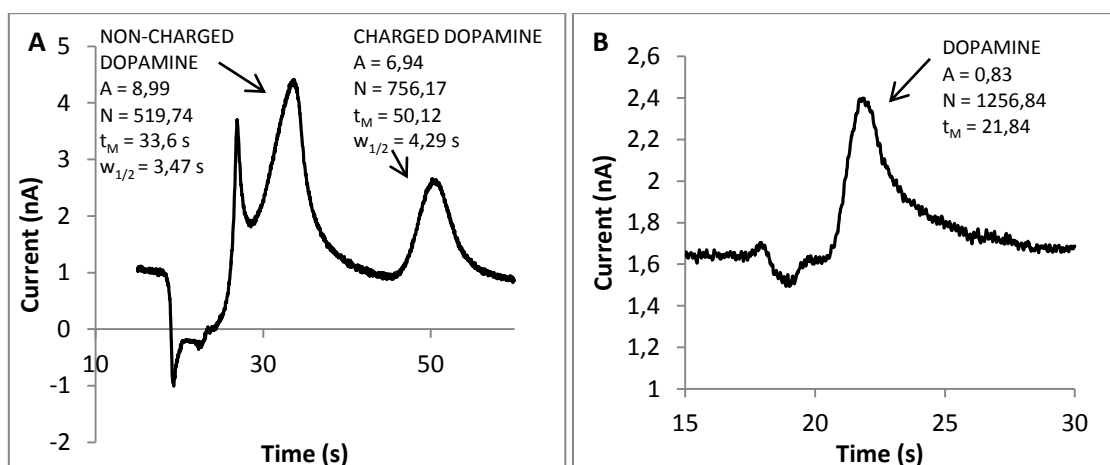 A
NON-CHARGED
DOPAMINE
A = 8,99
N = 519,74
tM = 33,6 s
w1/2 = 3,47 s
CHARGED DOPAMINE
A = 6,94
N = 756,17
tM = 50,12
w1/2 = 4,29 s
5
4
3
2
1
0
-1
-2
10
30
50
Current (nA)
Time (s)
B
DOPAMINE
A = 0,83
N = 1256,84
tM = 21,84
2,6
2,4
2,2
2
1,8
1,6
1,4
1,2
1
15
20
25
30
Current (nA)
Time (s)